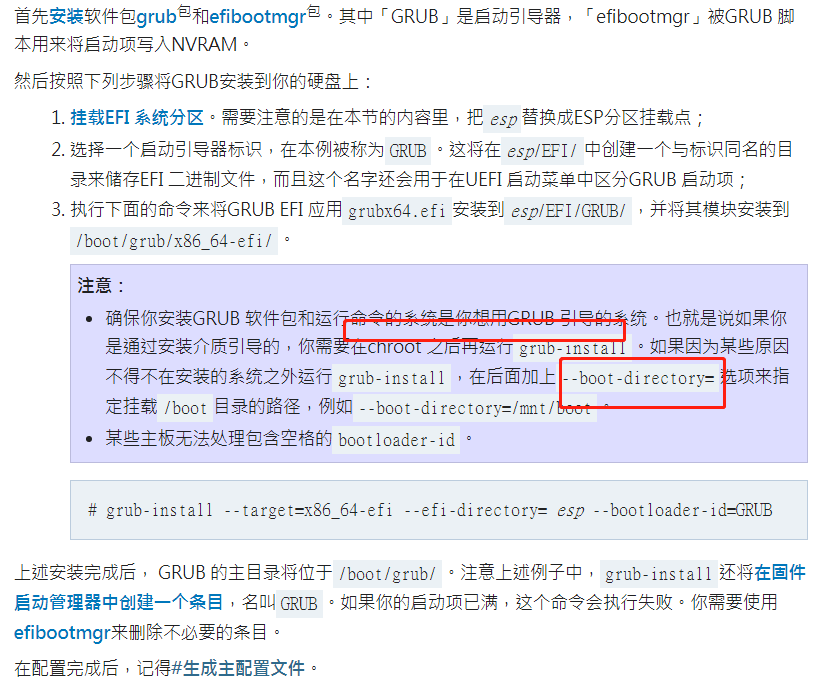 首先安装软件包grub包和efibootmgr包。其中「GRUB」是启动引导器，「efibootmgr」被GRUB 脚
本用来将启动项写入NVRAM。
然后按照下列步骤将GRUB安装到你的硬盘上：
1. 挂载EFI 系统分区。需要注意的是在本节的内容里，把 esp 替换成ESP分区挂载点；
2. 选择一个启动引导器标识，在本例被称为 GRUB 。这将在 esp/EFI/ 中创建一个与标识同名的目
录来储存EFI 二进制文件，而且这个名字还会用于在UEFI 启动菜单中区分GRUB 启动项；
3. 执行下面的命令来将GRUB EFI 应用 grubx64.efi 安装到 esp/EFI/GRUB/ ，并将其模块安装到
/boot/grub/x86_64-efi/ 。
注意：
• 确保你安装GRUB 软件包和运行命令的系统是你想用GRUB 引导的系统。也就是说如果你
是通过安装介质引导的，你需要在chroot 之后再运行 grub-install 。如果因为某些原因
不得不在安装的系统之外运行 grub-install ，在后面加上 --boot-directory= 选项来指
定挂载 /boot 目录的路径，例如 --boot-directory=/mnt/boot 。
• 某些主板无法处理包含空格的 bootloader-id 。
# grub-install --target=x86_64-efi --efi-directory= esp --bootloader-id=GRUB
上述安装完成后， GRUB 的主目录将位于 /boot/grub/ 。注意上述例子中， grub-install 还将在固件
启动管理器中创建一个条目，名叫 GRUB 。如果你的启动项已满，这个命令会执行失败。你需要使用
efibootmgr来删除不必要的条目。
在配置完成后，记得#生成主配置文件。